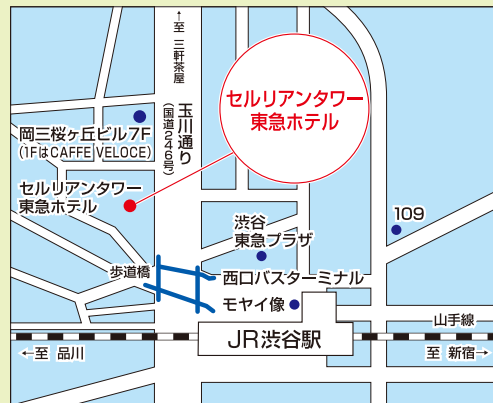 ←至 三軒茶屋
玉川通り
(国道246号)
セルリアンタワー
東急ホテル
岡三桜ヶ丘ビル7F
(1FはCAFFE VELOCE)
セルリアンタワー
東急ホテル
渋谷
東急プラザ
109
歩道橋
西口バスターミナル
モヤイ像
山手線
JR渋谷駅
←至 品川
至 新宿→